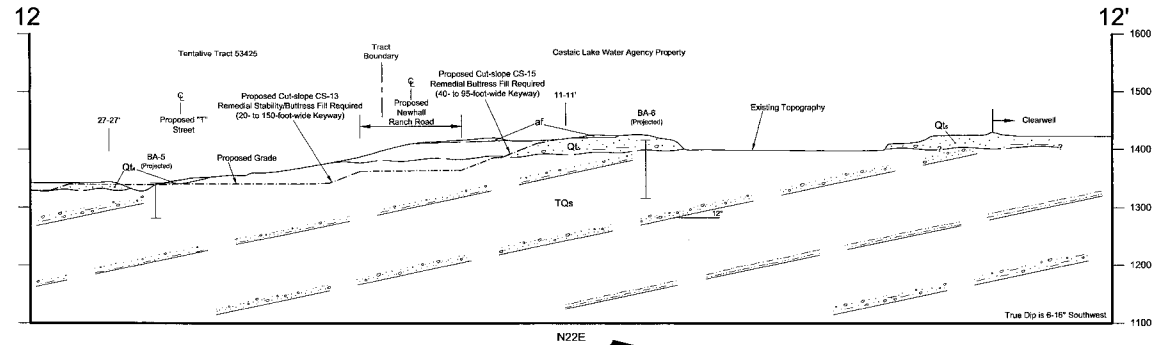 12
12'
1600
1500
1400
1300
1200
1100
Tentative Tract 53425
Tract
Boundary
Castaic Lake Water Agency Property
27-27'
℄
Proposed "T"
Street
Proposed Cut-slope CS-13
Remedial Stability/Buttress Fill Required
(20- to 150-foot-wide Keyway)
℄
Proposed
Newhall
Ranch Road
Proposed Cut-slope CS-15
Remedial Buttress Fill Required
(40- to 95-foot-wide Keyway)
11-11'
BA-6
(Projected)
Existing Topography
Clearwell
BA-5
(Projected)
Proposed Grade
af
Qts
Qts
Qts
TQs
12°
?
?
?
True Dip is 6-16° Southwest
N22E